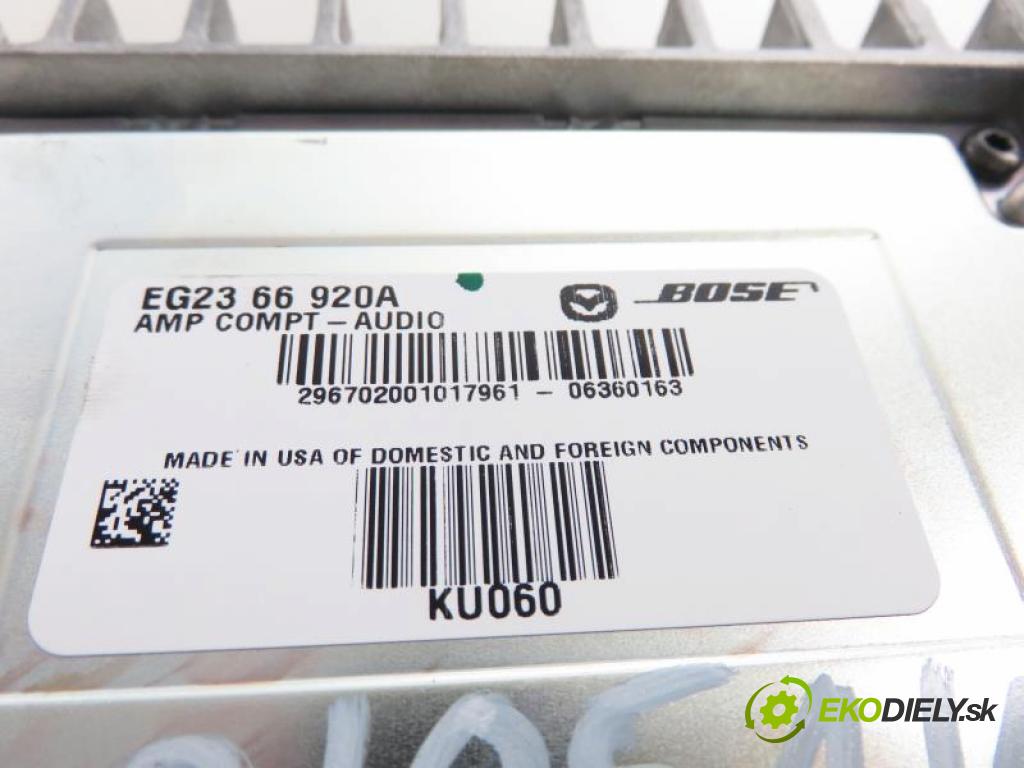 EG23 66 920A
BOSE
AMP COMPT – AUDIO
296702001017961 – 06360163
MADE IN USA OF DOMESTIC AND FOREIGN COMPONENTS
KU060
EKODIELY.sk